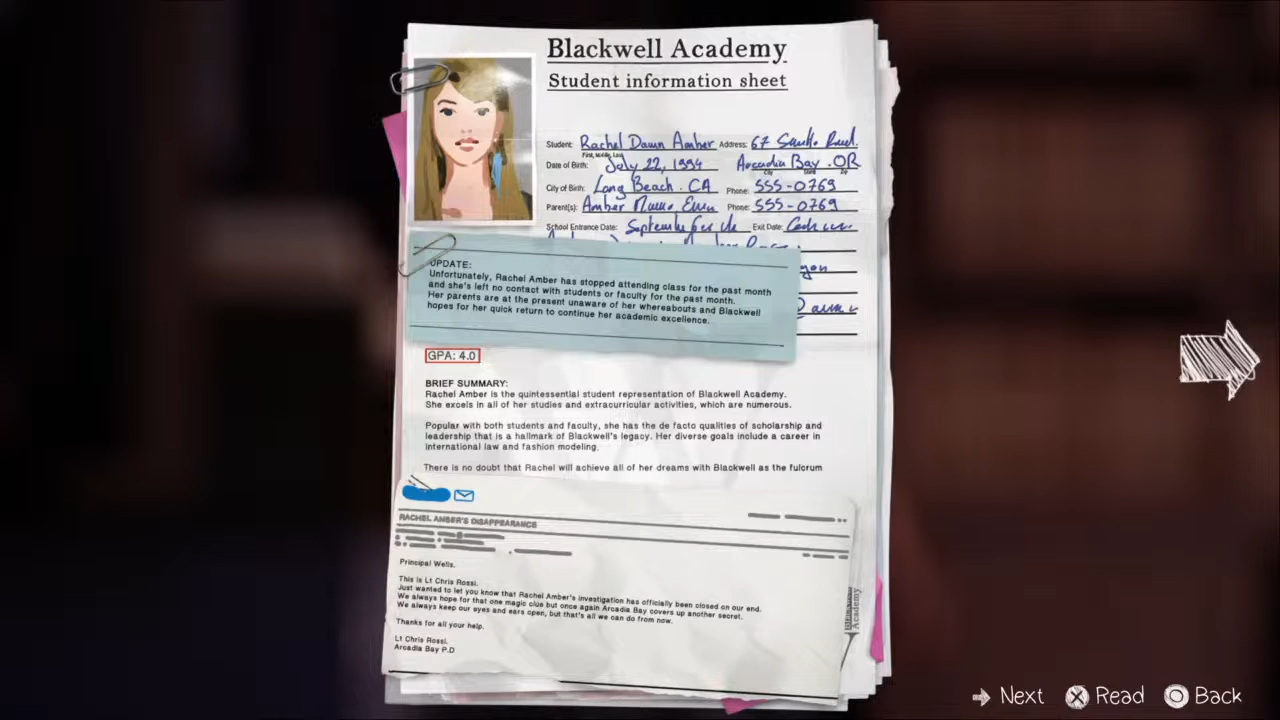 Blackwell Academy
Student information sheet
Student: Rachel Dawn Amber Address: 67
First, Middle, Last
Date of Birth: July 22, 1994 Arcadia Bay . OR
City State Zip
City of Birth: Long Beach . CA Phone: 555-0769
Parent(s): Amber Phone: 555-0769
School Entrance Date: Exit Date:
UPDATE:
Unfortunately, Rachel Amber has stopped attending class for the past month
and she's left no contact with students or faculty for the past month.
Her parents are at the present unaware of her whereabouts and Blackwell
hopes for her quick return to continue her academic excellence.
GPA: 4.0
BRIEF SUMMARY:
Rachel Amber is the quintessential student representation of Blackwell Academy.
She excels in all of her studies and extracurricular activities, which are numerous.
Popular with both students and faculty, she has the de facto qualities of scholarship and
leadership that is a hallmark of Blackwell's legacy. Her diverse goals include a career in
international law and fashion modeling.
There is no doubt that Rachel will achieve all of her dreams with Blackwell as the fulcrum
RACHEL AMBER'S DISAPPEARANCE
Principal Wells.
This is Lt Chris Rossi.
Just wanted to let you know that Rachel Amber's investigation has officially been closed on our end.
We always hope for that one magic clue but once again Arcadia Bay covers up another secret.
We always keep our eyes and ears open, but that's all we can do from now.
Thanks for all your help.
Lt Chris Rossi.
Arcadia Bay P.D
Academy
Next Read Back